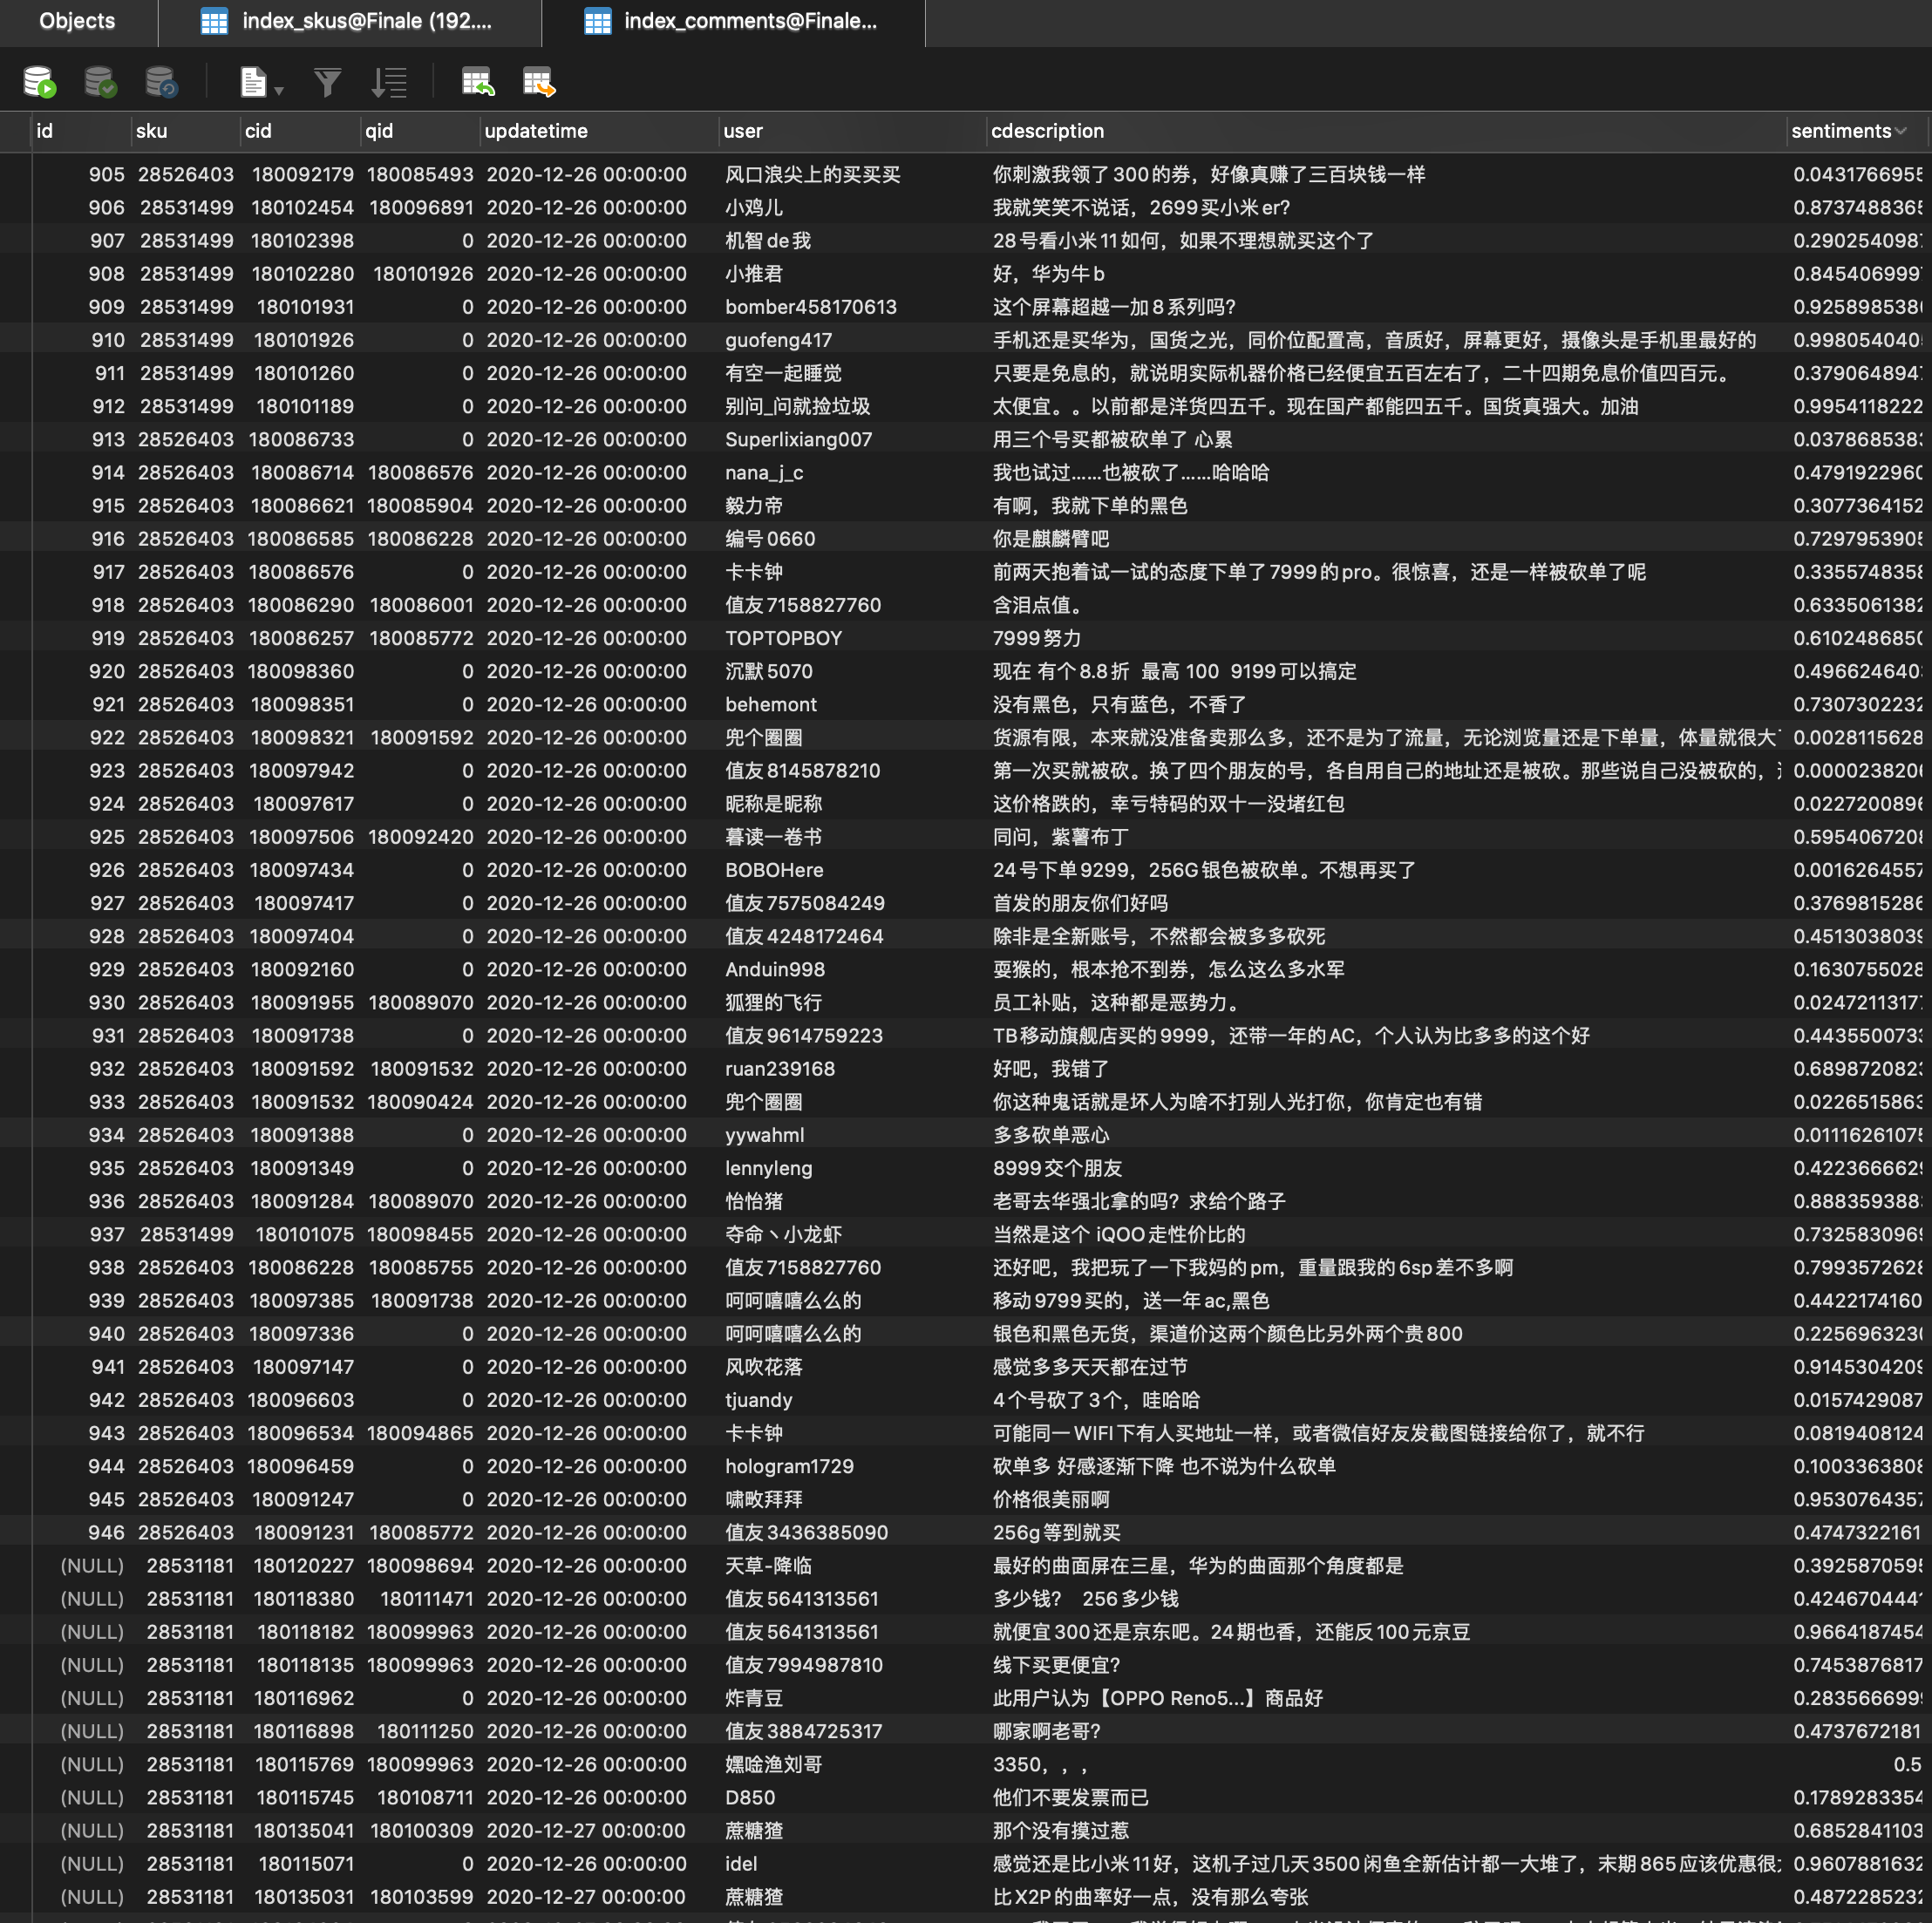 Objects index_skus@Finale (192.... index_comments@Finale...
id sku cid qid updatetime user cdescription sentiments
905 28526403 180092179 180085493 2020-12-26 00:00:00 风口浪尖上的买买买 你刺激我领了300的券，好像真赚了三百块钱一样 0.043176695
906 28531499 180102454 180096891 2020-12-26 00:00:00 小鸡儿 我就笑笑不说话，2699买小米er? 0.873748836
907 28531499 180102398 0 2020-12-26 00:00:00 机智de我 28号看小米11如何，如果不理想就买这个了 0.290254098
908 28531499 180102280 180101926 2020-12-26 00:00:00 小推君 好，华为牛b 0.845406999
909 28531499 180101931 0 2020-12-26 00:00:00 bomber458170613 这个屏幕超越一加8系列吗? 0.925898538
910 28531499 180101926 0 2020-12-26 00:00:00 guofeng417 手机还是买华为，国货之光，同价位配置高，音质好，屏幕更好，摄像头是手机里最好的 0.998054040
911 28531499 180101260 0 2020-12-26 00:00:00 有空一起睡觉 只要是免息的，就说明实际机器价格已经便宜五百左右了，二十四期免息价值四百元。 0.379064894
912 28531499 180101189 0 2020-12-26 00:00:00 别问_问就捡垃圾 太便宜。。以前都是洋货四五千。现在国产都能四五千。国货真强大。加油 0.9954118222
913 28526403 180086733 0 2020-12-26 00:00:00 Superlixiang007 用三个号买都被砍单了 心累 0.037868538
914 28526403 180086714 180086576 2020-12-26 00:00:00 nana_j_c 我也试过……也被砍了……哈哈哈 0.4791922960
915 28526403 180086621 180085904 2020-12-26 00:00:00 毅力帝 有啊，我就下单的黑色 0.3077364152
916 28526403 180086585 180086228 2020-12-26 00:00:00 编号0660 你是麒麟臂吧 0.729795390
917 28526403 180086576 0 2020-12-26 00:00:00 卡卡钟 前两天抱着试一试的态度下单了7999的pro。很惊喜，还是一样被砍单了呢 0.3355748358
918 28526403 180086290 180086001 2020-12-26 00:00:00 值友7158827760 含泪点值。 0.6335061382
919 28526403 180086257 180085772 2020-12-26 00:00:00 TOPTOPBOY 7999努力 0.6102486850
920 28526403 180098360 0 2020-12-26 00:00:00 沉默5070 现在 有个8.8折 最高 100 9199可以搞定 0.496624640
921 28526403 180098351 0 2020-12-26 00:00:00 behemont 没有黑色，只有蓝色，不香了 0.7307302232
922 28526403 180098321 180091592 2020-12-26 00:00:00 兜个圈圈 货源有限，本来就没准备卖那么多，还不是为了流量，无论浏览量还是下单量，体量就很大 0.0028115628
923 28526403 180097942 0 2020-12-26 00:00:00 值友8145878210 第一次买就被砍。换了四个朋友的号，各自用自己的地址还是被砍。那些说自己没被砍的， 0.000023820
924 28526403 180097617 0 2020-12-26 00:00:00 昵称是昵称 这价格跌的，幸亏特码的双十一没堵红包 0.022720089
925 28526403 180097506 180092420 2020-12-26 00:00:00 暮读一卷书 同问，紫薯布丁 0.595406720
926 28526403 180097434 0 2020-12-26 00:00:00 BOBOHere 24号下单9299，256G银色被砍单。不想再买了 0.001626455
927 28526403 180097417 0 2020-12-26 00:00:00 值友7575084249 首发的朋友你们好吗 0.376981528
928 28526403 180097404 0 2020-12-26 00:00:00 值友4248172464 除非是全新账号，不然都会被多多砍死 0.451303803
929 28526403 180092160 0 2020-12-26 00:00:00 Anduin998 耍猴的，根本抢不到券，怎么这么多水军 0.1630755028
930 28526403 180091955 180089070 2020-12-26 00:00:00 狐狸的飞行 员工补贴，这种都是恶势力。 0.024721131
931 28526403 180091738 0 2020-12-26 00:00:00 值友9614759223 TB移动旗舰店买的9999，还带一年的AC，个人认为比多多的这个好 0.443550073
932 28526403 180091592 180091532 2020-12-26 00:00:00 ruan239168 好吧，我错了 0.689872082
933 28526403 180091532 180090424 2020-12-26 00:00:00 兜个圈圈 你这种鬼话就是坏人为啥不打别人光打你，你肯定也有错 0.022651586
934 28526403 180091388 0 2020-12-26 00:00:00 yywahml 多多砍单恶心 0.011162610
935 28526403 180091349 0 2020-12-26 00:00:00 lennyleng 8999交个朋友 0.422366662
936 28526403 180091284 180089070 2020-12-26 00:00:00 怡怡猪 老哥去华强北拿的吗？求给个路子 0.888359388
937 28531499 180101075 180098455 2020-12-26 00:00:00 夺命丶小龙虾 当然是这个 iQOO走性价比的 0.732583096
938 28526403 180086228 180085755 2020-12-26 00:00:00 值友7158827760 还好吧，我把玩了一下我妈的pm，重量跟我的6sp差不多啊 0.7993572628
939 28526403 180097385 180091738 2020-12-26 00:00:00 呵呵嘻嘻么么的 移动9799买的，送一年ac,黑色 0.4422174160
940 28526403 180097336 0 2020-12-26 00:00:00 呵呵嘻嘻么么的 银色和黑色无货，渠道价这两个颜色比另外两个贵800 0.225696323
941 28526403 180097147 0 2020-12-26 00:00:00 风吹花落 感觉多多天天都在过节 0.914530420
942 28526403 180096603 0 2020-12-26 00:00:00 tjuandy 4个号砍了3个，哇哈哈 0.0157429087
943 28526403 180096534 180094865 2020-12-26 00:00:00 卡卡钟 可能同一WIFI下有人买地址一样，或者微信好友发截图链接给你了，就不行 0.0819408124
944 28526403 180096459 0 2020-12-26 00:00:00 hologram1729 砍单多 好感逐渐下降 也不说为什么砍单 0.100336380
945 28526403 180091247 0 2020-12-26 00:00:00 啸畋拜拜 价格很美丽啊 0.953076435
946 28526403 180091231 180085772 2020-12-26 00:00:00 值友3436385090 256g等到就买 0.4747322161
(NULL) 28531181 180120227 180098694 2020-12-26 00:00:00 天草-降临 最好的曲面屏在三星，华为的曲面那个角度都是 0.392587059
(NULL) 28531181 180118380 180111471 2020-12-26 00:00:00 值友5641313561 多少钱？ 256多少钱 0.424670444
(NULL) 28531181 180118182 180099963 2020-12-26 00:00:00 值友5641313561 就便宜300还是京东吧。24期也香，还能反100元京豆 0.9664187454
(NULL) 28531181 180118135 180099963 2020-12-26 00:00:00 值友7994987810 线下买更便宜? 0.7453876817
(NULL) 28531181 180116962 0 2020-12-26 00:00:00 炸青豆 此用户认为【OPPO Reno5...】商品好 0.283566699
(NULL) 28531181 180116898 180111250 2020-12-26 00:00:00 值友3884725317 哪家啊老哥? 0.4737672181
(NULL) 28531181 180115769 180099963 2020-12-26 00:00:00 嫼唫渔刘哥 3350，，， 0.5
(NULL) 28531181 180115745 180108711 2020-12-26 00:00:00 D850 他们不要发票而已 0.1789283354
(NULL) 28531181 180135041 180100309 2020-12-27 00:00:00 蔗糖猹 那个没有摸过惹 0.6852841103
(NULL) 28531181 180115071 0 2020-12-26 00:00:00 idel 感觉还是比小米11好，这机子过几天3500闲鱼全新估计都一大堆了，末期865应该优惠很 0.9607881632
(NULL) 28531181 180135031 180103599 2020-12-27 00:00:00 蔗糖猹 比X2P的曲率好一点，没有那么夸张 0.4872285232